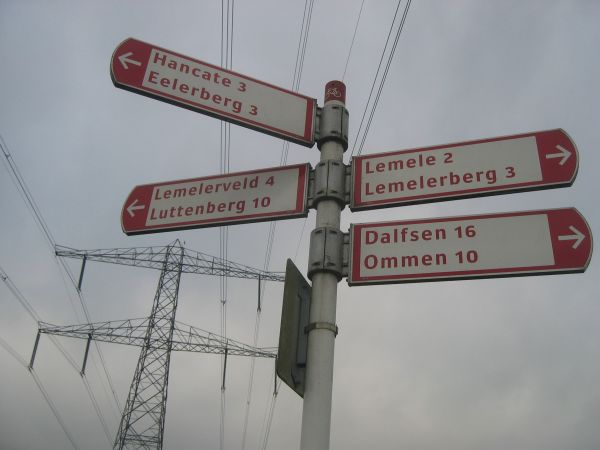 Hancate 3
Eelerberg 3
Lemelerveld 4
Luttenberg 10
Lemele 2
Lemelerberg 3
Dalfsen 16
Ommen 10